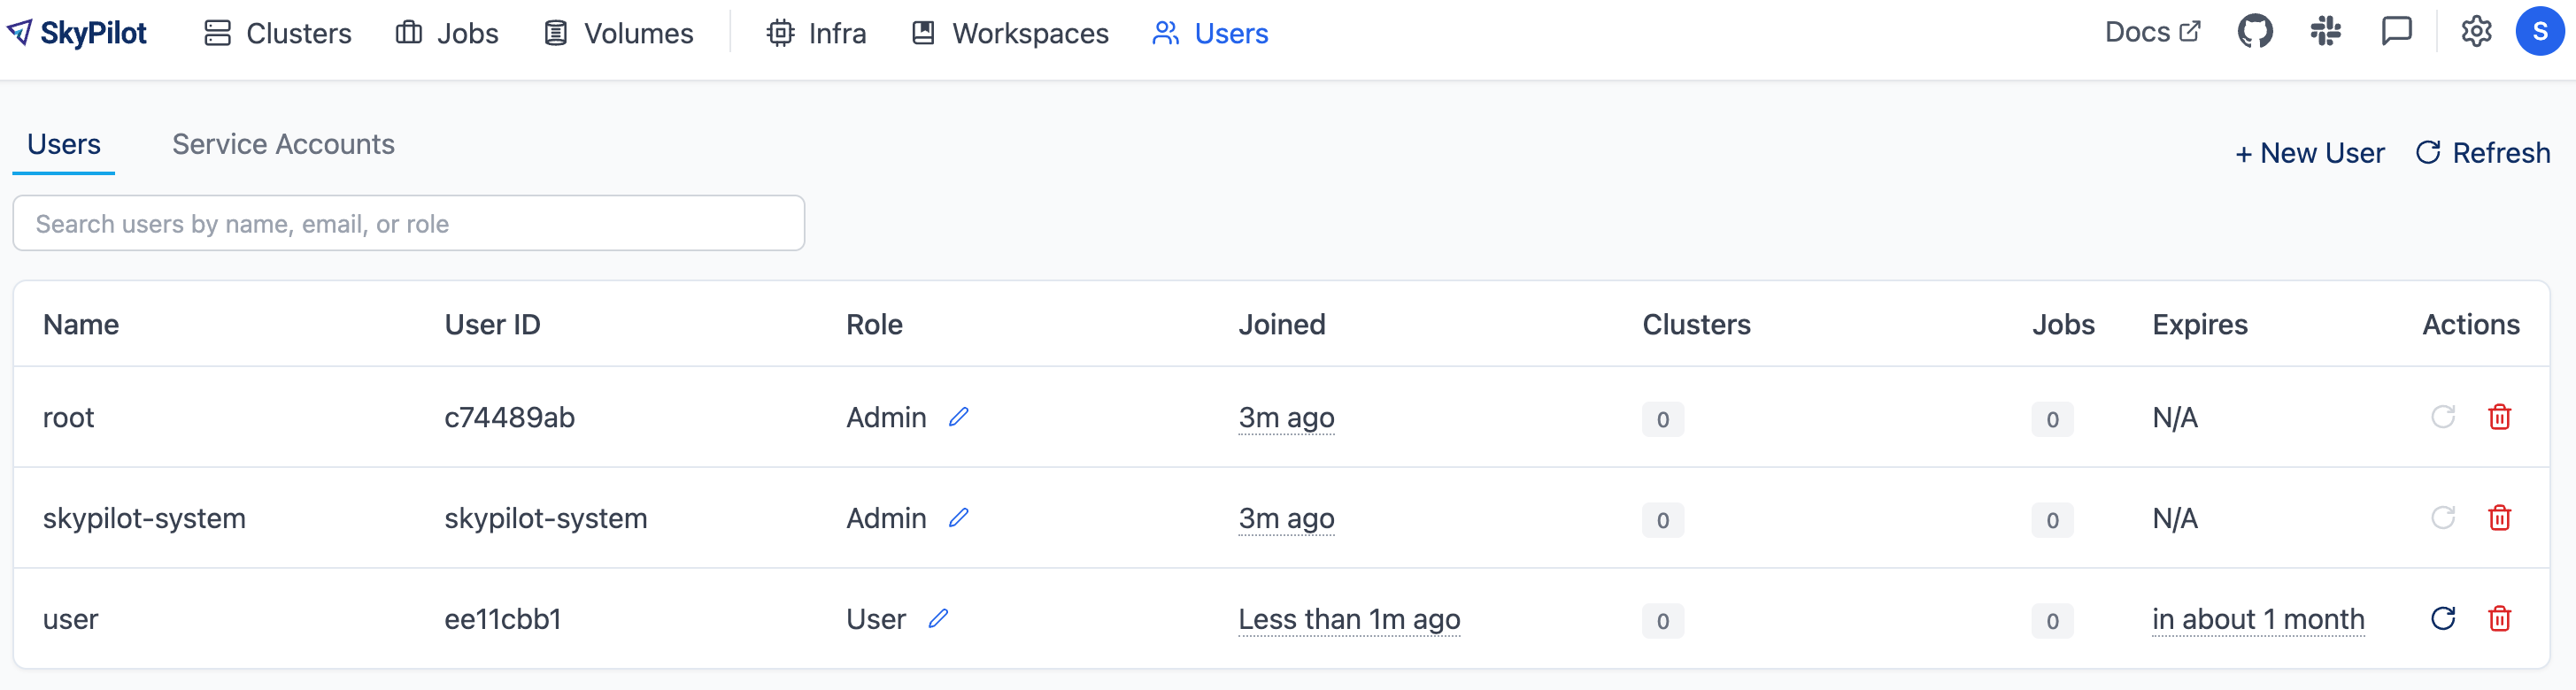 SkyPilot Clusters Jobs Volumes Infra Workspaces Users Docs S
Users Service Accounts + New User Refresh
Search users by name, email, or role
Name User ID Role Joined Clusters Jobs Expires Actions
root c74489ab Admin 3m ago 0 0 N/A
skypilot-system skypilot-system Admin 3m ago 0 0 N/A
user ee11cbb1 User Less than 1m ago 0 0 in about 1 month